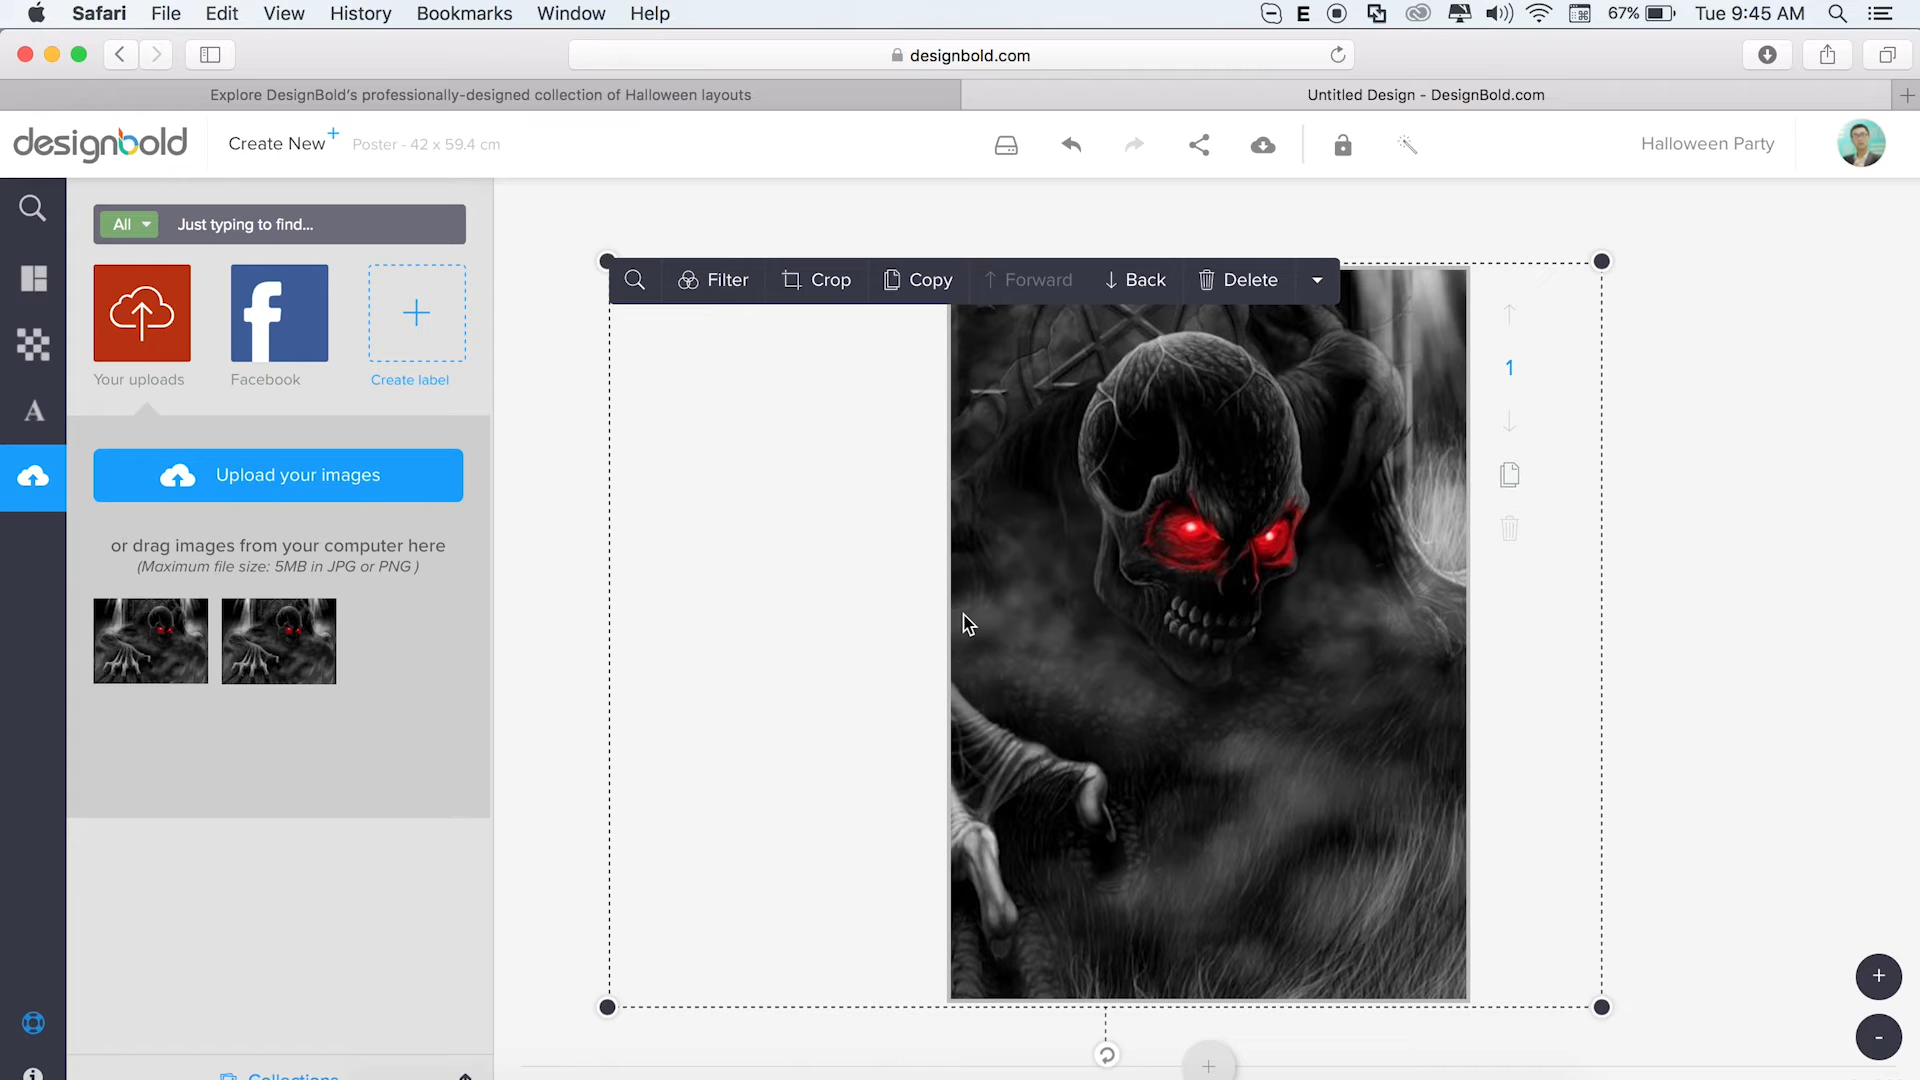 Safari File Edit View History Bookmarks Window Help E 67% Tue 9:45 AM
designbold.com
Explore DesignBold's professionally-designed collection of Halloween layouts
Untitled Design - DesignBold.com
designbold Create New + Poster - 42 x 59.4 cm Halloween Party
All Just typing to find...
Filter Crop Copy Forward Back Delete
f
1
Your uploads Facebook Create label
A
Upload your images
or drag images from your computer here
(Maximum file size: 5MB in JPG or PNG )
+
-
Collections